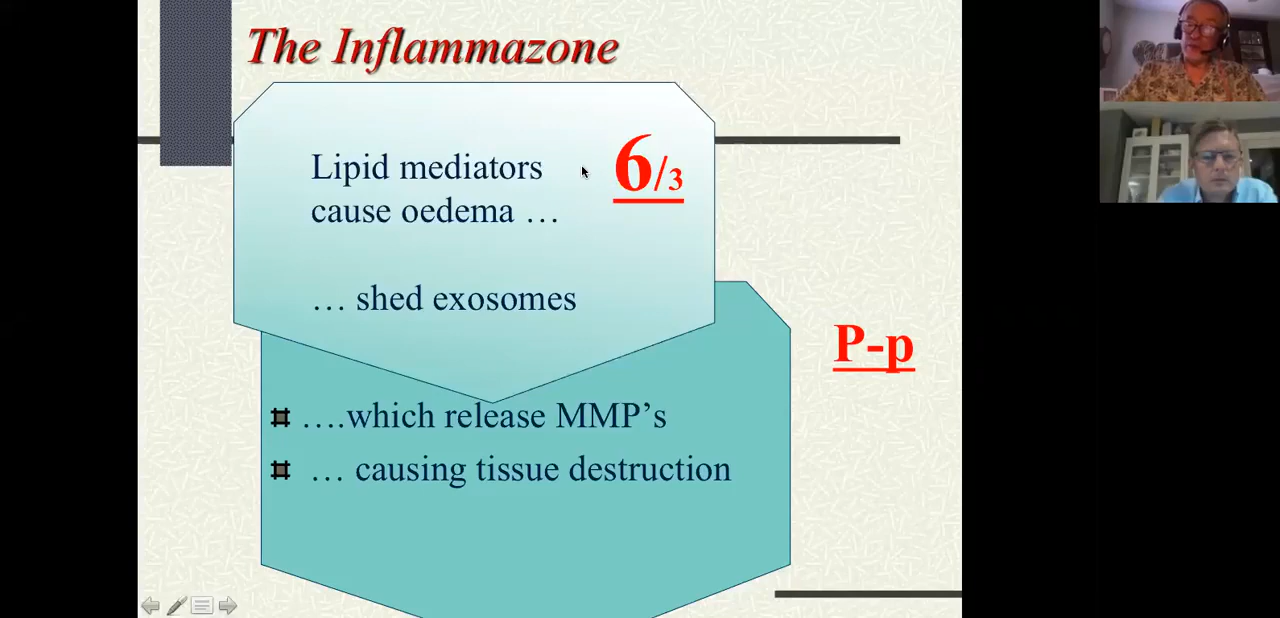 The Inflammazone
Lipid mediators
cause oedema …
6/3
… shed exosomes
P-p
….which release MMP’s
… causing tissue destruction